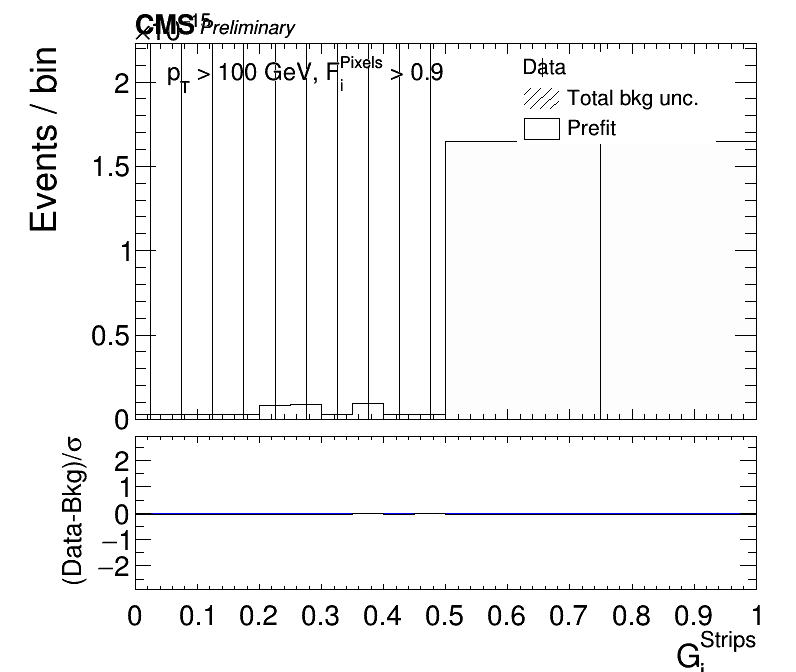 CMS Preliminary
×10^-15
p_T > 100 GeV, F_i^Pixels > 0.9
Data
Total bkg unc.
Prefit
Events / bin
2
1.5
1
0.5
0
(Data-Bkg)/σ
2
1
0
−1
−2
0 0.1 0.2 0.3 0.4 0.5 0.6 0.7 0.8 0.9 1
G_i^Strips